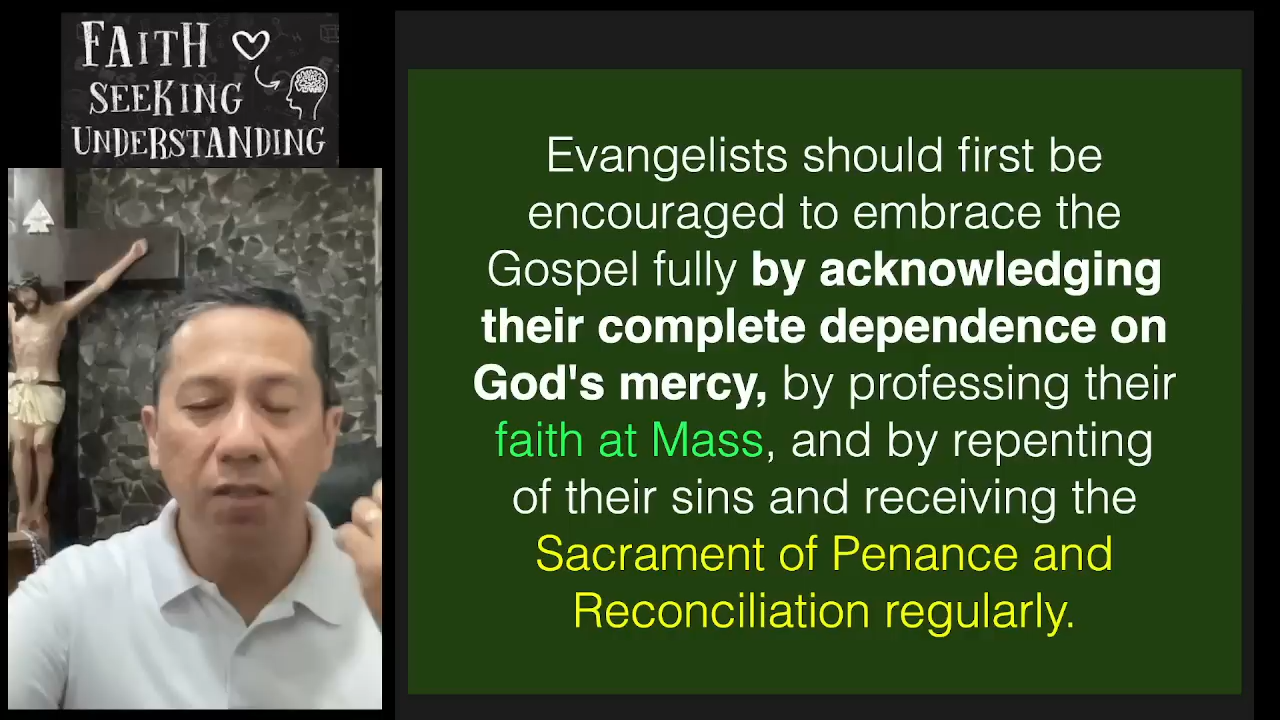 FAITH
SEEKING
UNDERSTANDING
Evangelists should first be
encouraged to embrace the
Gospel fully by acknowledging
their complete dependence on
God's mercy, by professing their
faith at Mass, and by repenting
of their sins and receiving the
Sacrament of Penance and
Reconciliation regularly.